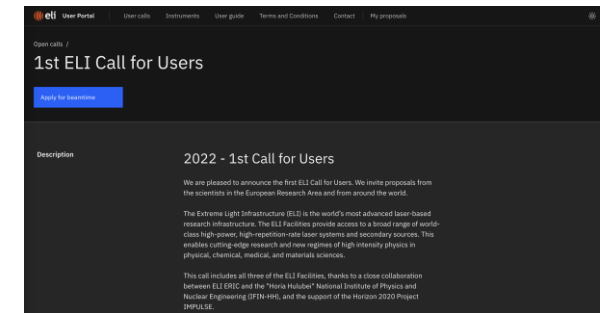 eli User Portal User calls Instruments User guide Terms and Conditions Contact My proposals
Open calls /
1st ELI Call for Users
Apply for beamtime
Description
2022 - 1st Call for Users
We are pleased to announce the first ELI Call for Users. We invite proposals from
the scientists in the European Research Area and from around the world.
The Extreme Light Infrastructure (ELI) is the world's most advanced laser-based
research infrastructure. The ELI Facilities provide access to a broad range of world-
class high-power, high-repetition-rate laser systems and secondary sources. This
enables cutting-edge research and new regimes of high intensity physics in
physical, chemical, medical, and materials sciences.
This call includes all three of the ELI Facilities, thanks to a close collaboration
between ELI ERIC and the "Horia Hulubei" National Institute of Physics and
Nuclear Engineering (IFIN-HH), and the support of the Horizon 2020 Project
IMPULSE.